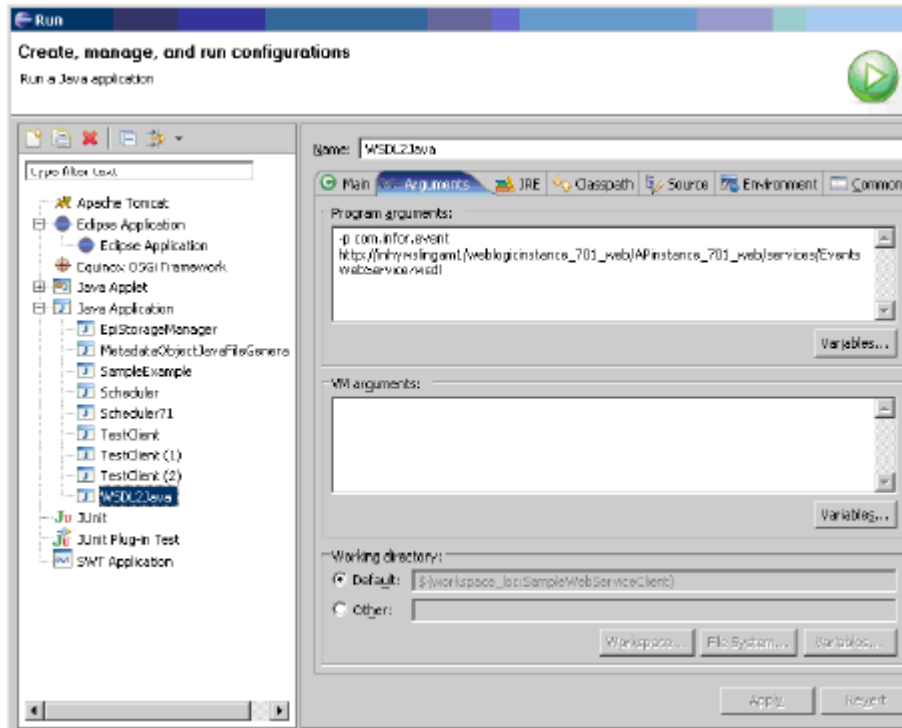 Run
Create, manage, and run configurations
Run a Java application
type filter text
Apache Tomcat
Eclipse Application
Eclipse Application
Equinox OSGi Framework
Java Applet
Java Application
EpiStorageManager
MetadataObjectJavaFileGenera
SampleExample
Scheduler
Scheduler71
TestClient
TestClient (1)
TestClient (2)
WSDL2Java
JUnit
JUnit Plug-in Test
SWT Application
Name: WSDL2Java
Main Arguments JRE Classpath Source Environment Common
Program arguments:
-p com.infor.event
Variables...
VM arguments:
Variables...
Working directory:
Default: ${workspace_loc:SampleWebServiceClient}
Other:
Workspace... File System... Variables...
Apply Revert